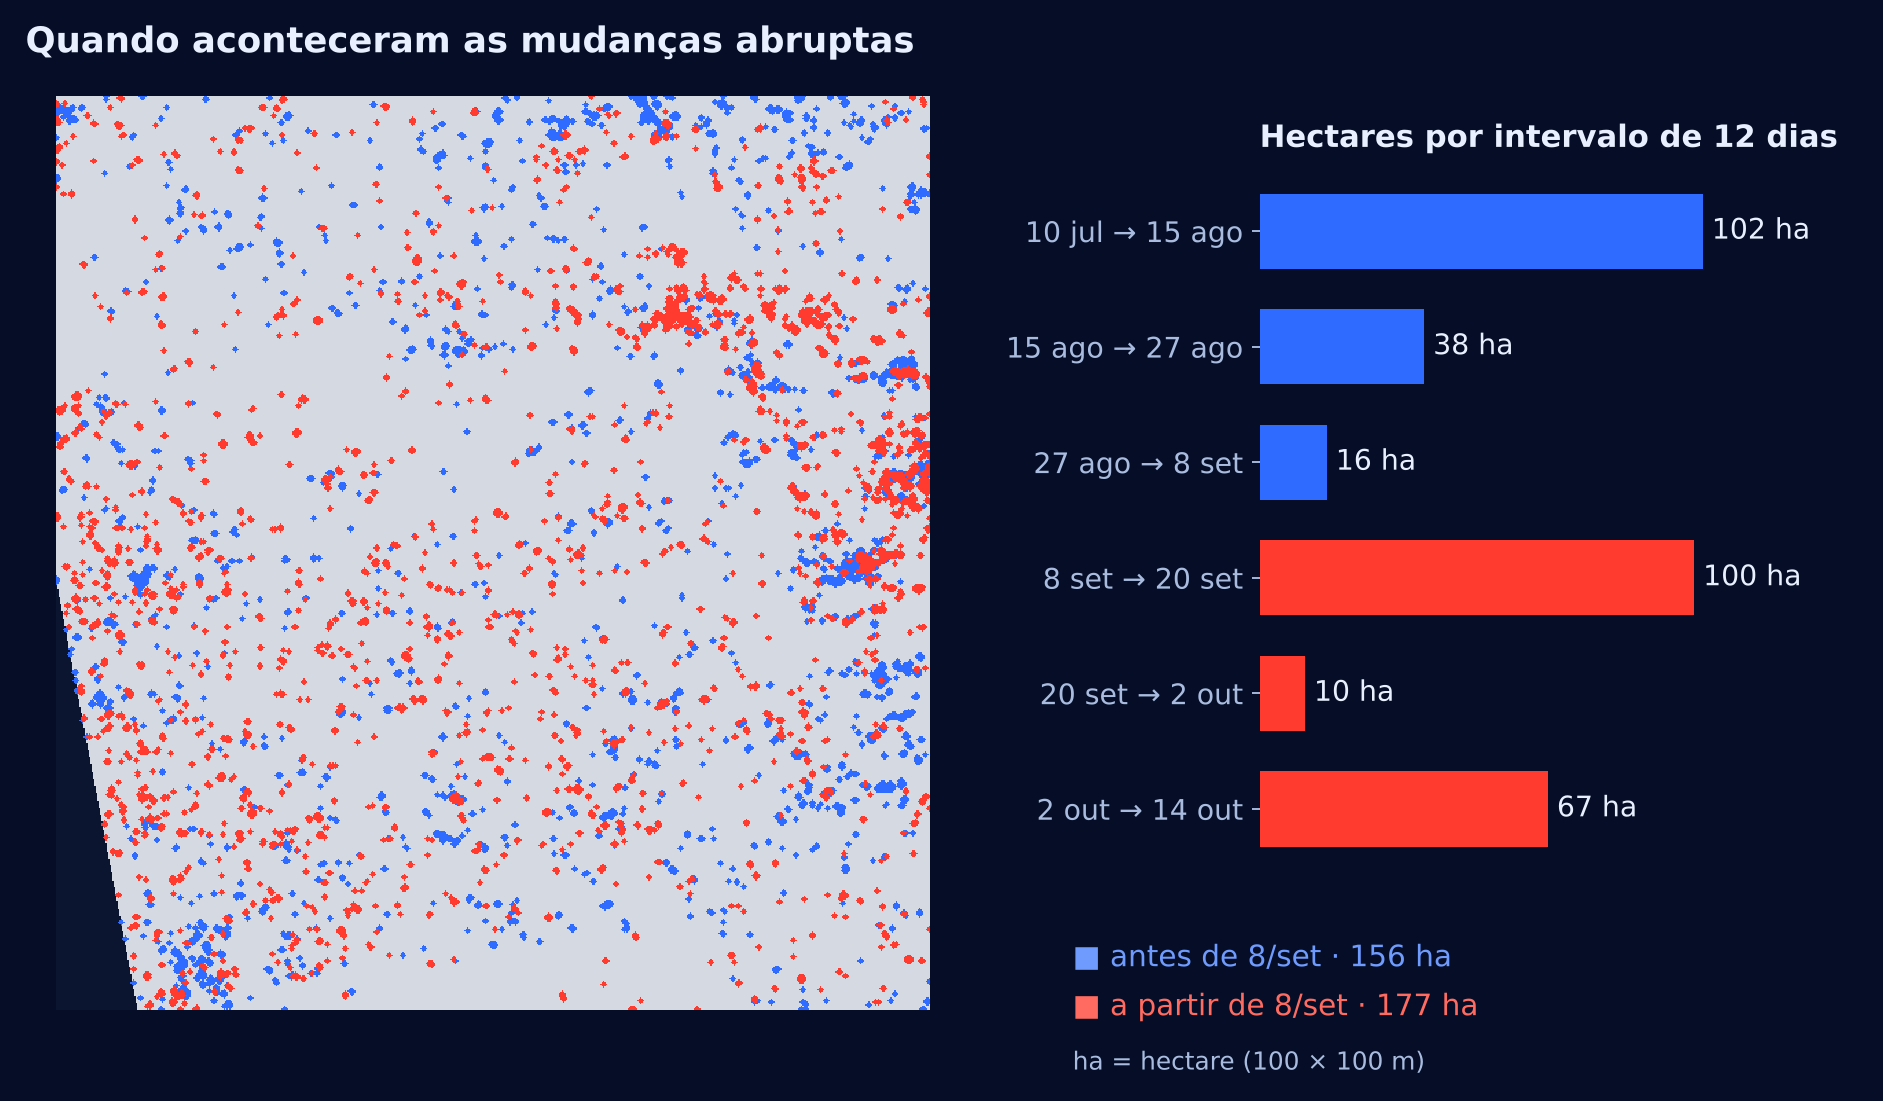 Quando aconteceram as mudanças abruptas
Hectares por intervalo de 12 dias
10 jul → 15 ago 102 ha
15 ago → 27 ago 38 ha
27 ago → 8 set 16 ha
8 set → 20 set 100 ha
20 set → 2 out 10 ha
2 out → 14 out 67 ha
antes de 8/set · 156 ha
a partir de 8/set · 177 ha
ha = hectare (100 × 100 m)